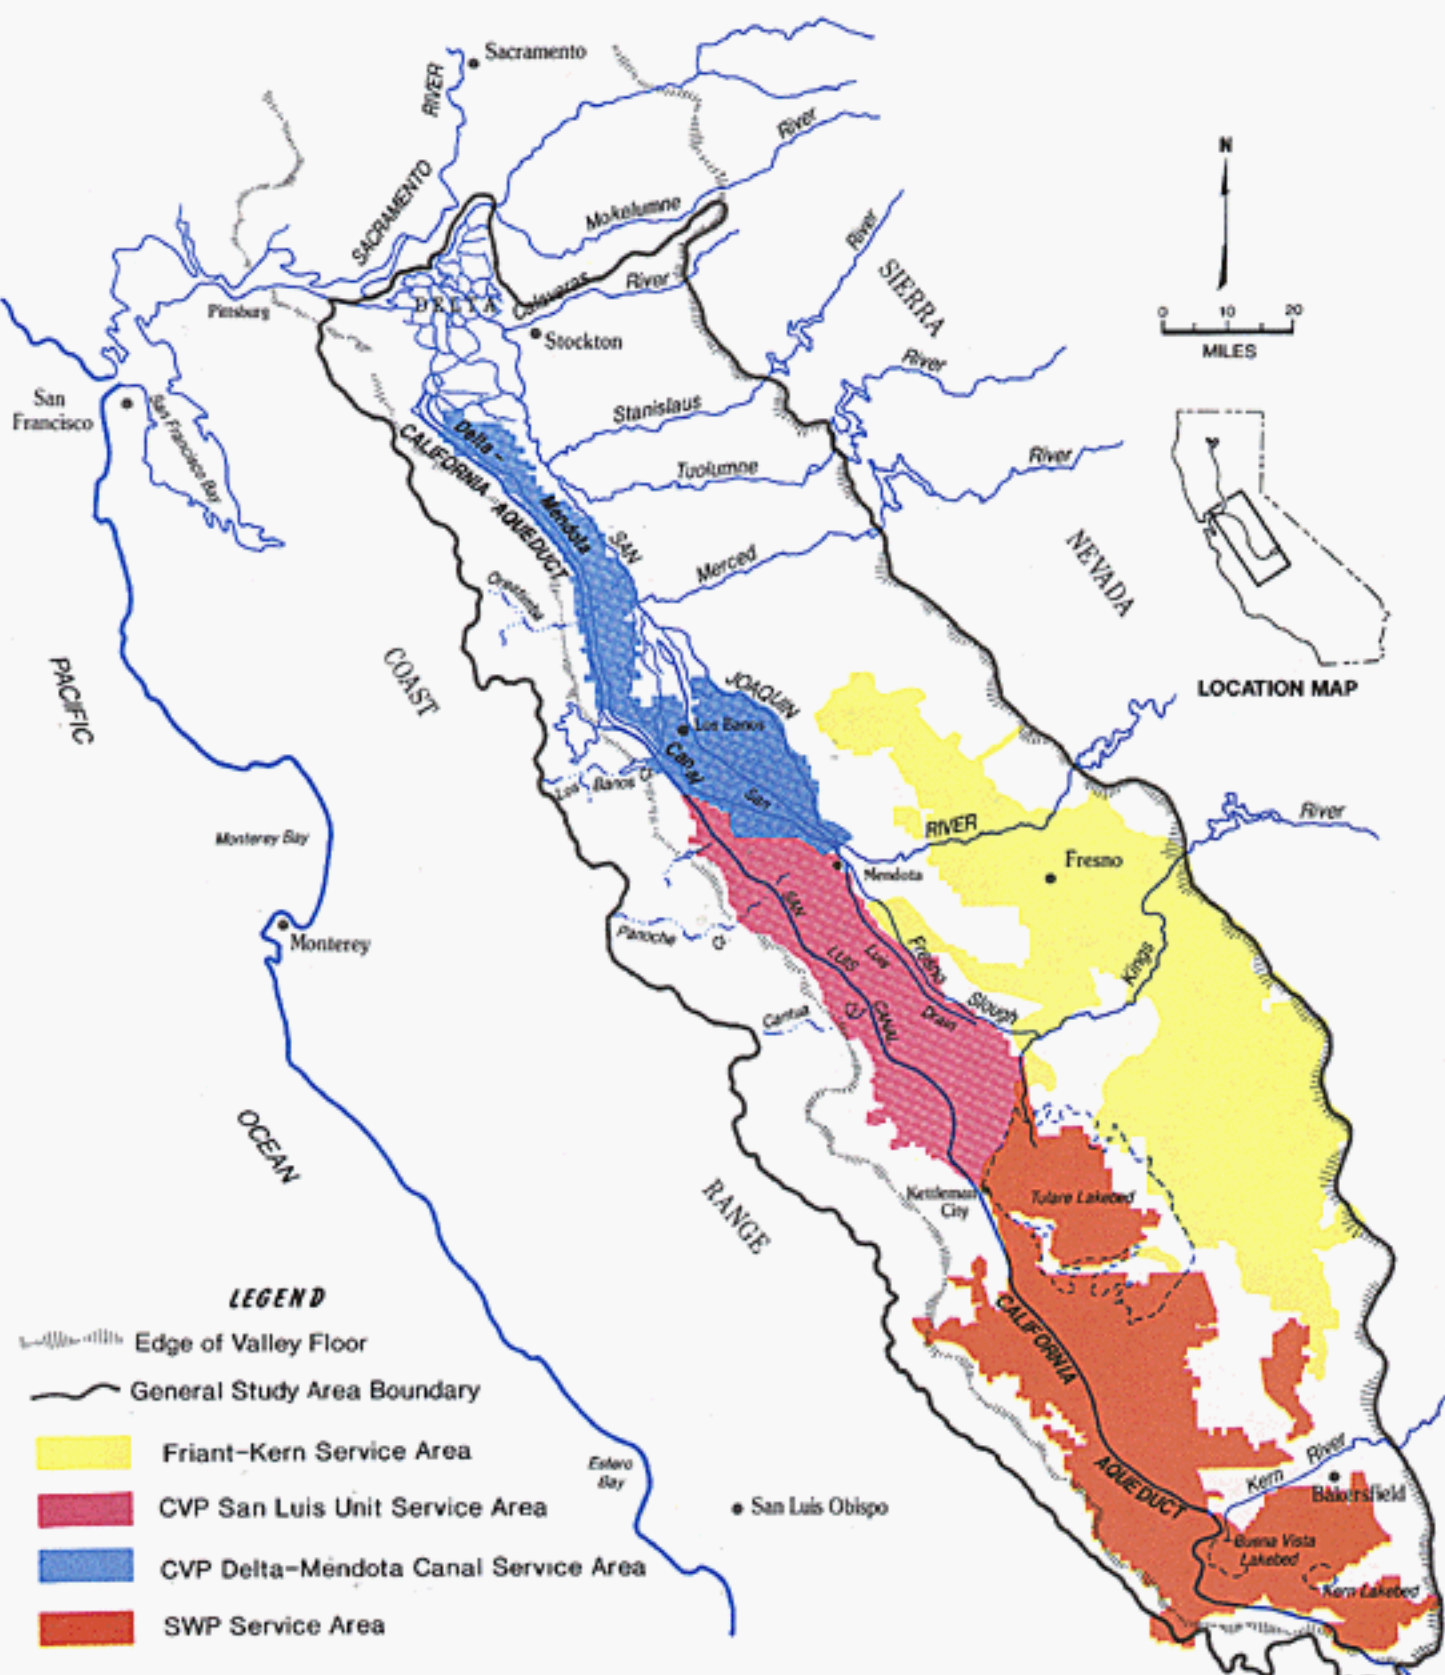 Sacramento
SACRAMENTO RIVER
Mokelumne River
Calaveras River
River
SIERRA
N
0 10 20
MILES
Pittsburg
DELTA
Stockton
River
San
Francisco
San Francisco Bay
Stanislaus
Tuolumne
River
Delta-
Mendota
Canal
CALIFORNIA AQUEDUCT
SAN
JOAQUIN
RIVER
Merced
NEVADA
LOCATION MAP
Orestimba
COAST
PACIFIC
Los Banos
Los Banos
San
Luis
Drain
Monterey Bay
River
Fresno
Mendota
Monterey
Panoche
SAN
LUIS
CANAL
Fresno
Slough
Kings
Cantua
OCEAN
RANGE
Kettleman
City
Tulare Lakebed
CALIFORNIA
AQUEDUCT
LEGEND
Edge of Valley Floor
General Study Area Boundary
Friant-Kern Service Area
CVP San Luis Unit Service Area
CVP Delta-Mendota Canal Service Area
SWP Service Area
Estero
Bay
San Luis Obispo
Kern River
Bakersfield
Buena Vista
Lakebed
Kern Lakebed